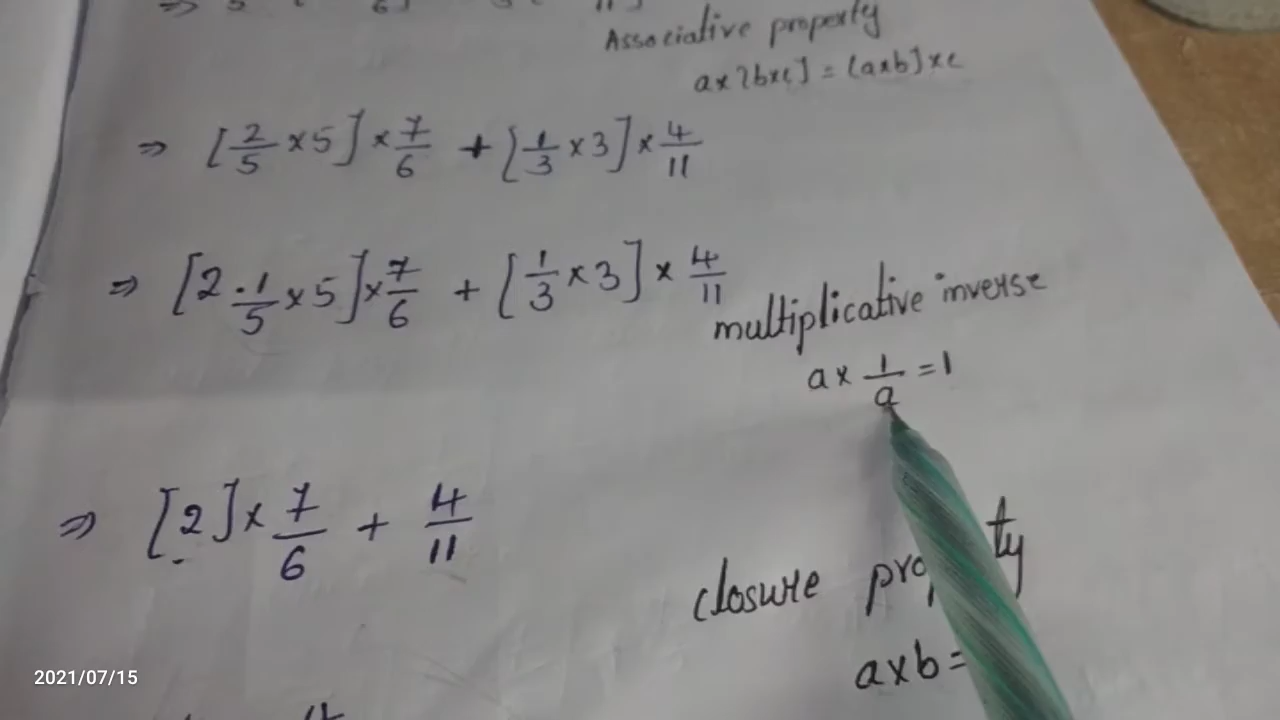 Associative property
a×[b×c] = [a×b]×c
⇒ [2/5 ×5]×7/6 + [1/3 ×3]×4/11
⇒ [2.1/5 ×5]×7/6 + [1/3 ×3]×4/11
multiplicative inverse
a× 1/a =1
⇒ [2]×7/6 + 4/11
closure
a×b=
2021/07/15